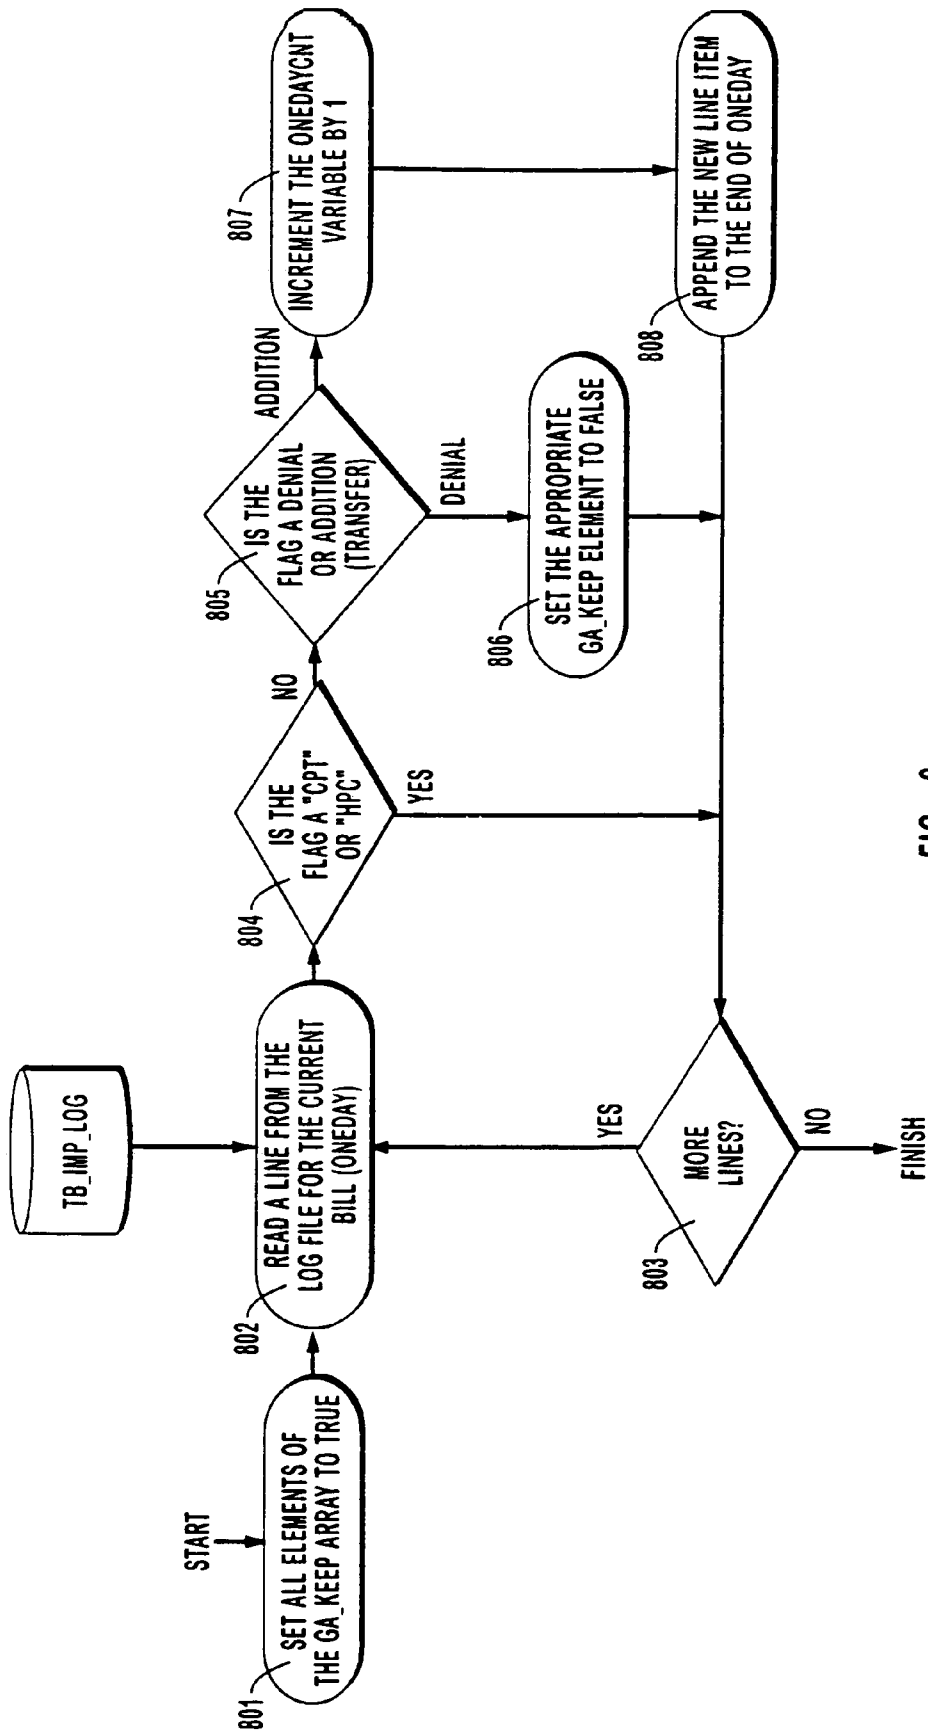 START
801
SET ALL ELEMENTS OF
THE GA_KEEP ARRAY TO TRUE
TB_IMP_LOG
802
READ A LINE FROM THE
LOG FILE FOR THE CURRENT
BILL (ONEDAY)
804
IS THE
FLAG A "CPT"
OR "HPC"
NO
YES
805
IS THE
FLAG A DENIAL
OR ADDITION
(TRANSFER)
ADDITION
DENIAL
807
INCREMENT THE ONEDAYCNT
VARIABLE BY 1
806
SET THE APPROPRIATE
GA_KEEP ELEMENT TO FALSE
808
APPEND THE NEW LINE ITEM
TO THE END OF ONEDAY
803
MORE
LINES?
YES
NO
FINISH
FIG.